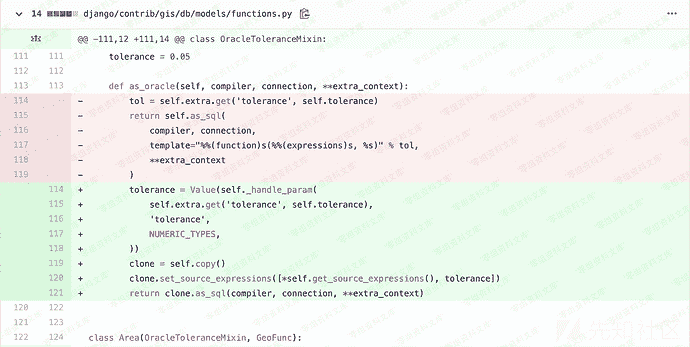 14 django/contrib/gis/db/models/functions.py
@@ -111,12 +111,14 @@ class OracleToleranceMixin:
111 111 tolerance = 0.05
112 112
113 113 def as_oracle(self, compiler, connection, **extra_context):
114 - tol = self.extra.get('tolerance', self.tolerance)
115 - return self.as_sql(
116 - compiler, connection,
117 - template="%%(function)s(%%(expressions)s, %s)" % tol,
118 - **extra_context
119 - )
114 + tolerance = Value(self._handle_param(
115 + self.extra.get('tolerance', self.tolerance),
116 + 'tolerance',
117 + NUMERIC_TYPES,
118 + ))
119 + clone = self.copy()
120 + clone.set_source_expressions([*self.get_source_expressions(), tolerance])
121 + return clone.as_sql(compiler, connection, **extra_context)
120 122
121 123
122 124 class Area(OracleToleranceMixin, GeoFunc):
先知社区